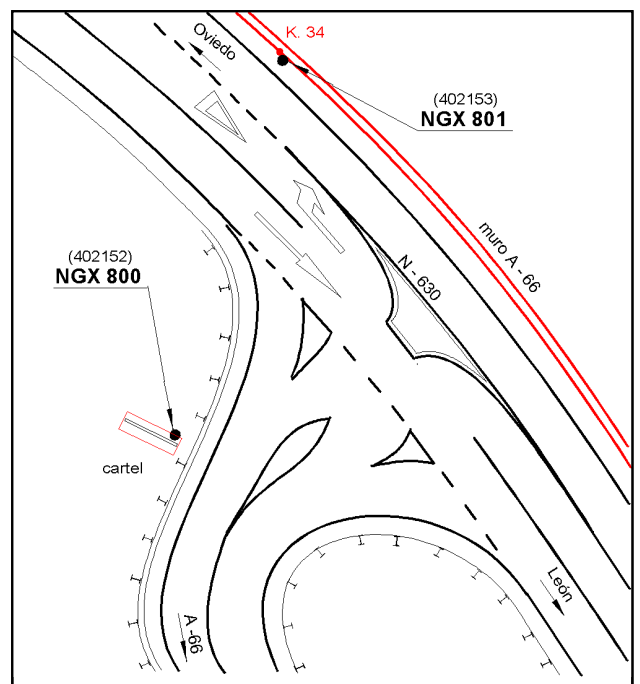 K. 34
Oviedo
(402153)
NGX 801
muro A - 66
(402152)
NGX 800
N - 630
cartel
León
A -66